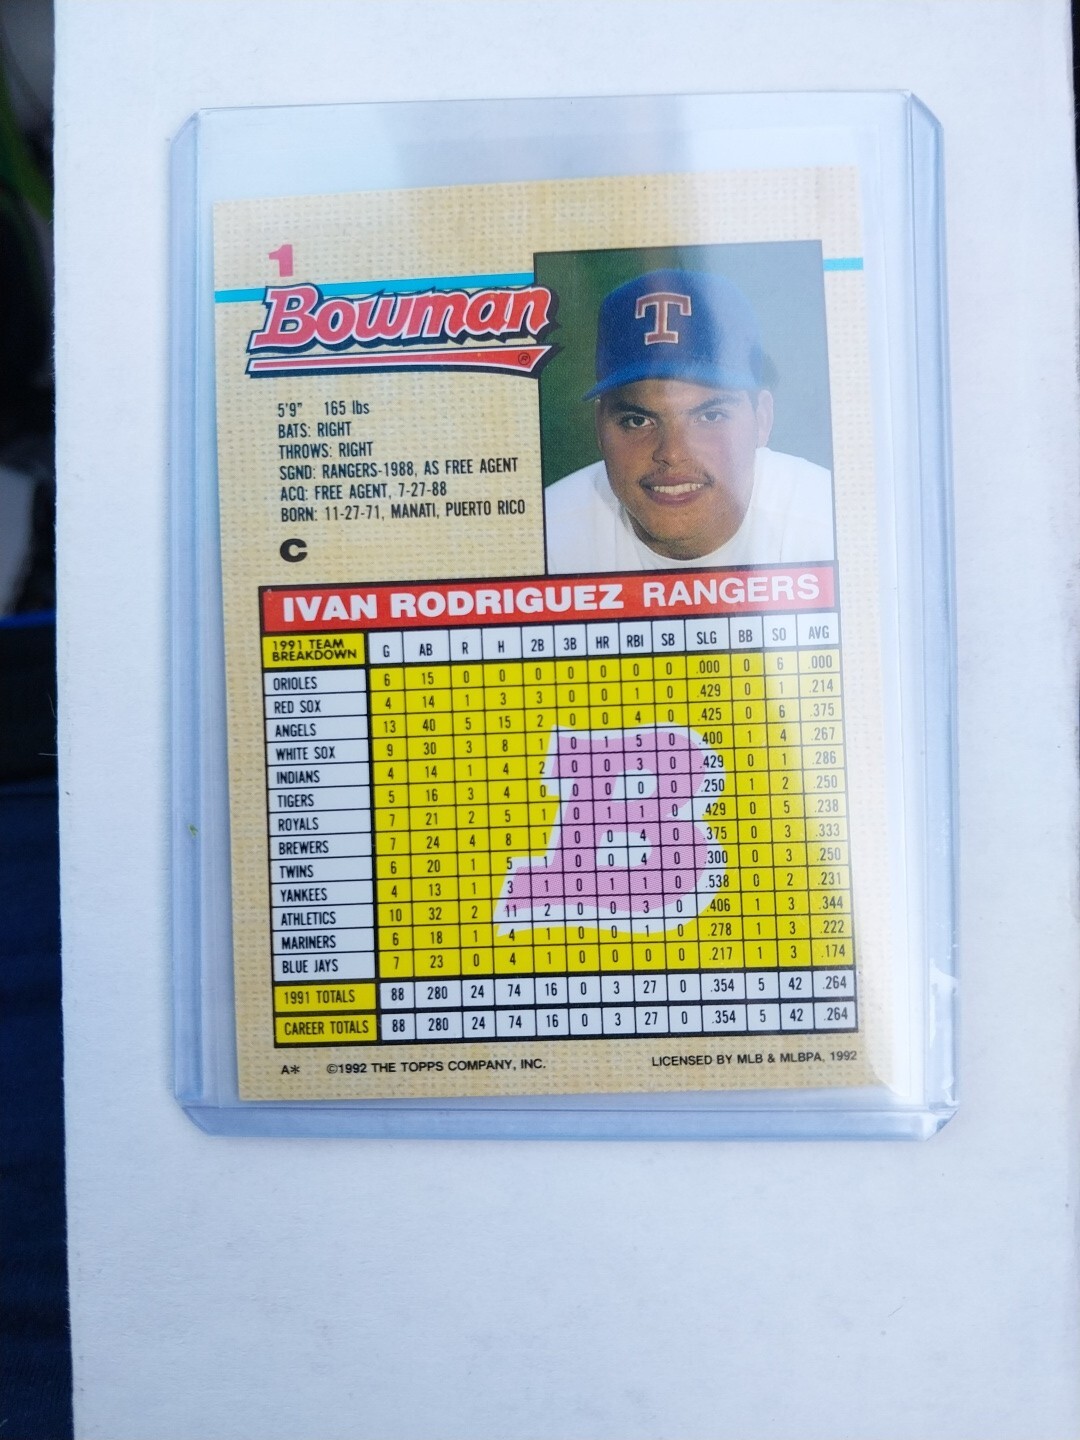 1
Bowman
T
5'9" 165 lbs
BATS: RIGHT
THROWS: RIGHT
SGND: RANGERS-1988, AS FREE AGENT
ACQ: FREE AGENT, 7-27-88
BORN: 11-27-71, MANATI, PUERTO RICO
C
IVAN RODRIGUEZ RANGERS
1991 TEAM BREAKDOWN G AB R H 2B 3B HR RBI SB SLG BB SO AVG
ORIOLES 6 15 0 0 0 0 0 0 0 .000 0 6 .000
RED SOX 4 14 1 3 3 0 0 1 0 .429 0 1 .214
ANGELS 13 40 5 15 2 0 0 4 0 .425 0 6 .375
WHITE SOX 9 30 3 8 1 0 1 5 0 .400 1 4 .267
INDIANS 4 14 1 4 2 0 0 3 0 .429 0 1 .286
TIGERS 5 16 3 4 0 0 0 0 0 .250 1 2 .250
ROYALS 7 21 2 5 1 0 1 1 0 .429 0 5 .238
BREWERS 7 24 4 8 1 0 0 4 0 .375 0 3 .333
TWINS 6 20 1 5 1 0 0 4 0 .300 0 3 .250
YANKEES 4 13 1 3 1 0 1 1 0 .538 0 2 .231
ATHLETICS 10 32 2 11 2 0 0 3 0 .406 1 3 .344
MARINERS 6 18 1 4 1 0 0 1 0 .278 1 3 .222
BLUE JAYS 7 23 0 4 1 0 0 0 0 .217 1 3 .174
1991 TOTALS 88 280 24 74 16 0 3 27 0 .354 5 42 .264
CAREER TOTALS 88 280 24 74 16 0 3 27 0 .354 5 42 .264
B
A* ©1992 THE TOPPS COMPANY, INC. LICENSED BY MLB & MLBPA, 1992